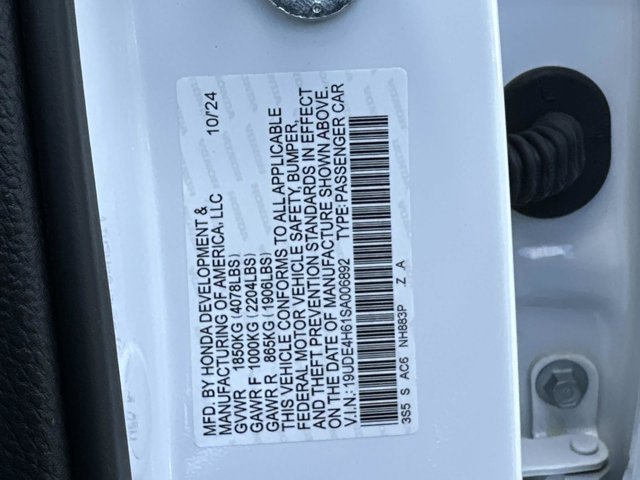 MFD. BY HONDA DEVELOPMENT & 10/'24
MANUFACTURING OF AMERICA, LLC
GVWR 1850KG (4078LBS)
GAWR F 1000KG (2204LBS)
GAWR R 865KG (1906LBS)
THIS VEHICLE CONFORMS TO ALL APPLICABLE
FEDERAL MOTOR VEHICLE SAFETY, BUMPER,
AND THEFT PREVENTION STANDARDS IN EFFECT
ON THE DATE OF MANUFACTURE SHOWN ABOVE.
V.I.N.: 19UDE4H61SA006892 TYPE: PASSENGER CAR
3S5 S AC6 NH883P Z A